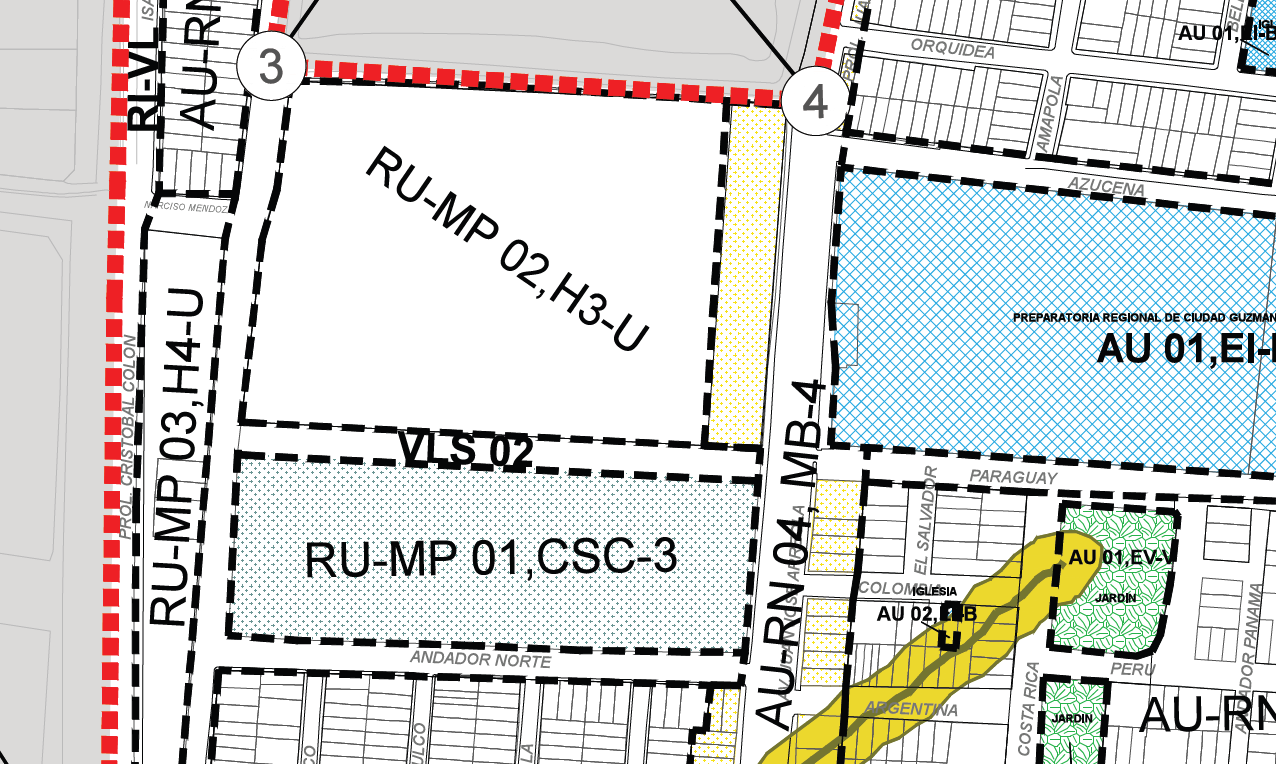 3
4
RI-VL
AU-RN
ORQUIDEA
AMAPOLA
AZUCENA
AU 01,EI-B
NARCISO MENDOZ
RU-MP 02,H3-U
PREPARATORIA REGIONAL DE CIUDAD GUZMAN
AU 01,EI-
RU-MP 03,H4-U
PROL. CRISTOBAL COLON
VLS 02
RU-MP 01,CSC-3
AU-RN 04, MB-4
PARAGUAY
EL SALVADOR
AU 01,EV-V
JARDIN
COLOMBIA
IGLESIA
AU 02,
ANDADOR NORTE
PERU
ANDADOR PANAMA
COSTA RICA
ARGENTINA
JARDIN
AU-RN